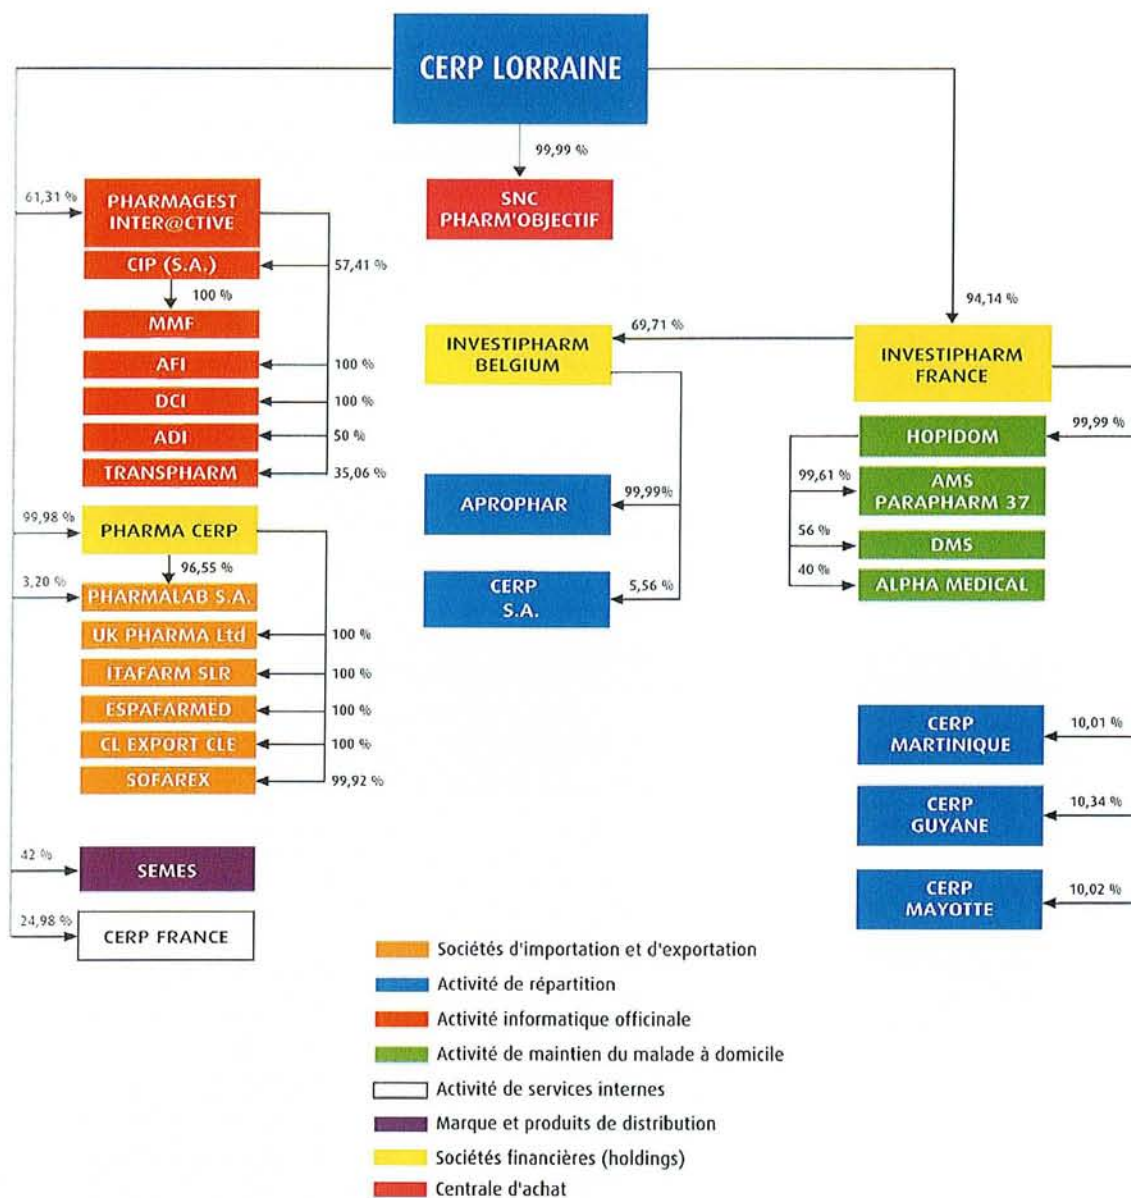 CERP LORRAINE
99,99 %
SNC
PHARM'OBJECTIF
61,31 %
PHARMAGEST
INTER@CTIVE
CIP (S.A.)
57,41 %
100 %
MMF
AFI
100 %
DCI
100 %
ADI
50 %
TRANSPHARM
35,06 %
99,98 %
PHARMA CERP
96,55 %
3,20 %
PHARMALAB S.A.
UK PHARMA Ltd
100 %
ITAFARM SLR
100 %
ESPAFARMED
100 %
CL EXPORT CLE
100 %
SOFAREX
99,92 %
42 %
SEMES
24,98 %
CERP FRANCE
94,14 %
69,71 %
INVESTIPHARM
BELGIUM
INVESTIPHARM
FRANCE
APROPHAR
99,99%
CERP
S.A.
5,56 %
HOPIDOM
99,99 %
99,61 %
AMS
PARAPHARM 37
56 %
DMS
40 %
ALPHA MEDICAL
CERP
MARTINIQUE
10,01 %
CERP
GUYANE
10,34 %
CERP
MAYOTTE
10,02 %
Sociétés d'importation et d'exportation
Activité de répartition
Activité informatique officinale
Activité de maintien du malade à domicile
Activité de services internes
Marque et produits de distribution
Sociétés financières (holdings)
Centrale d'achat